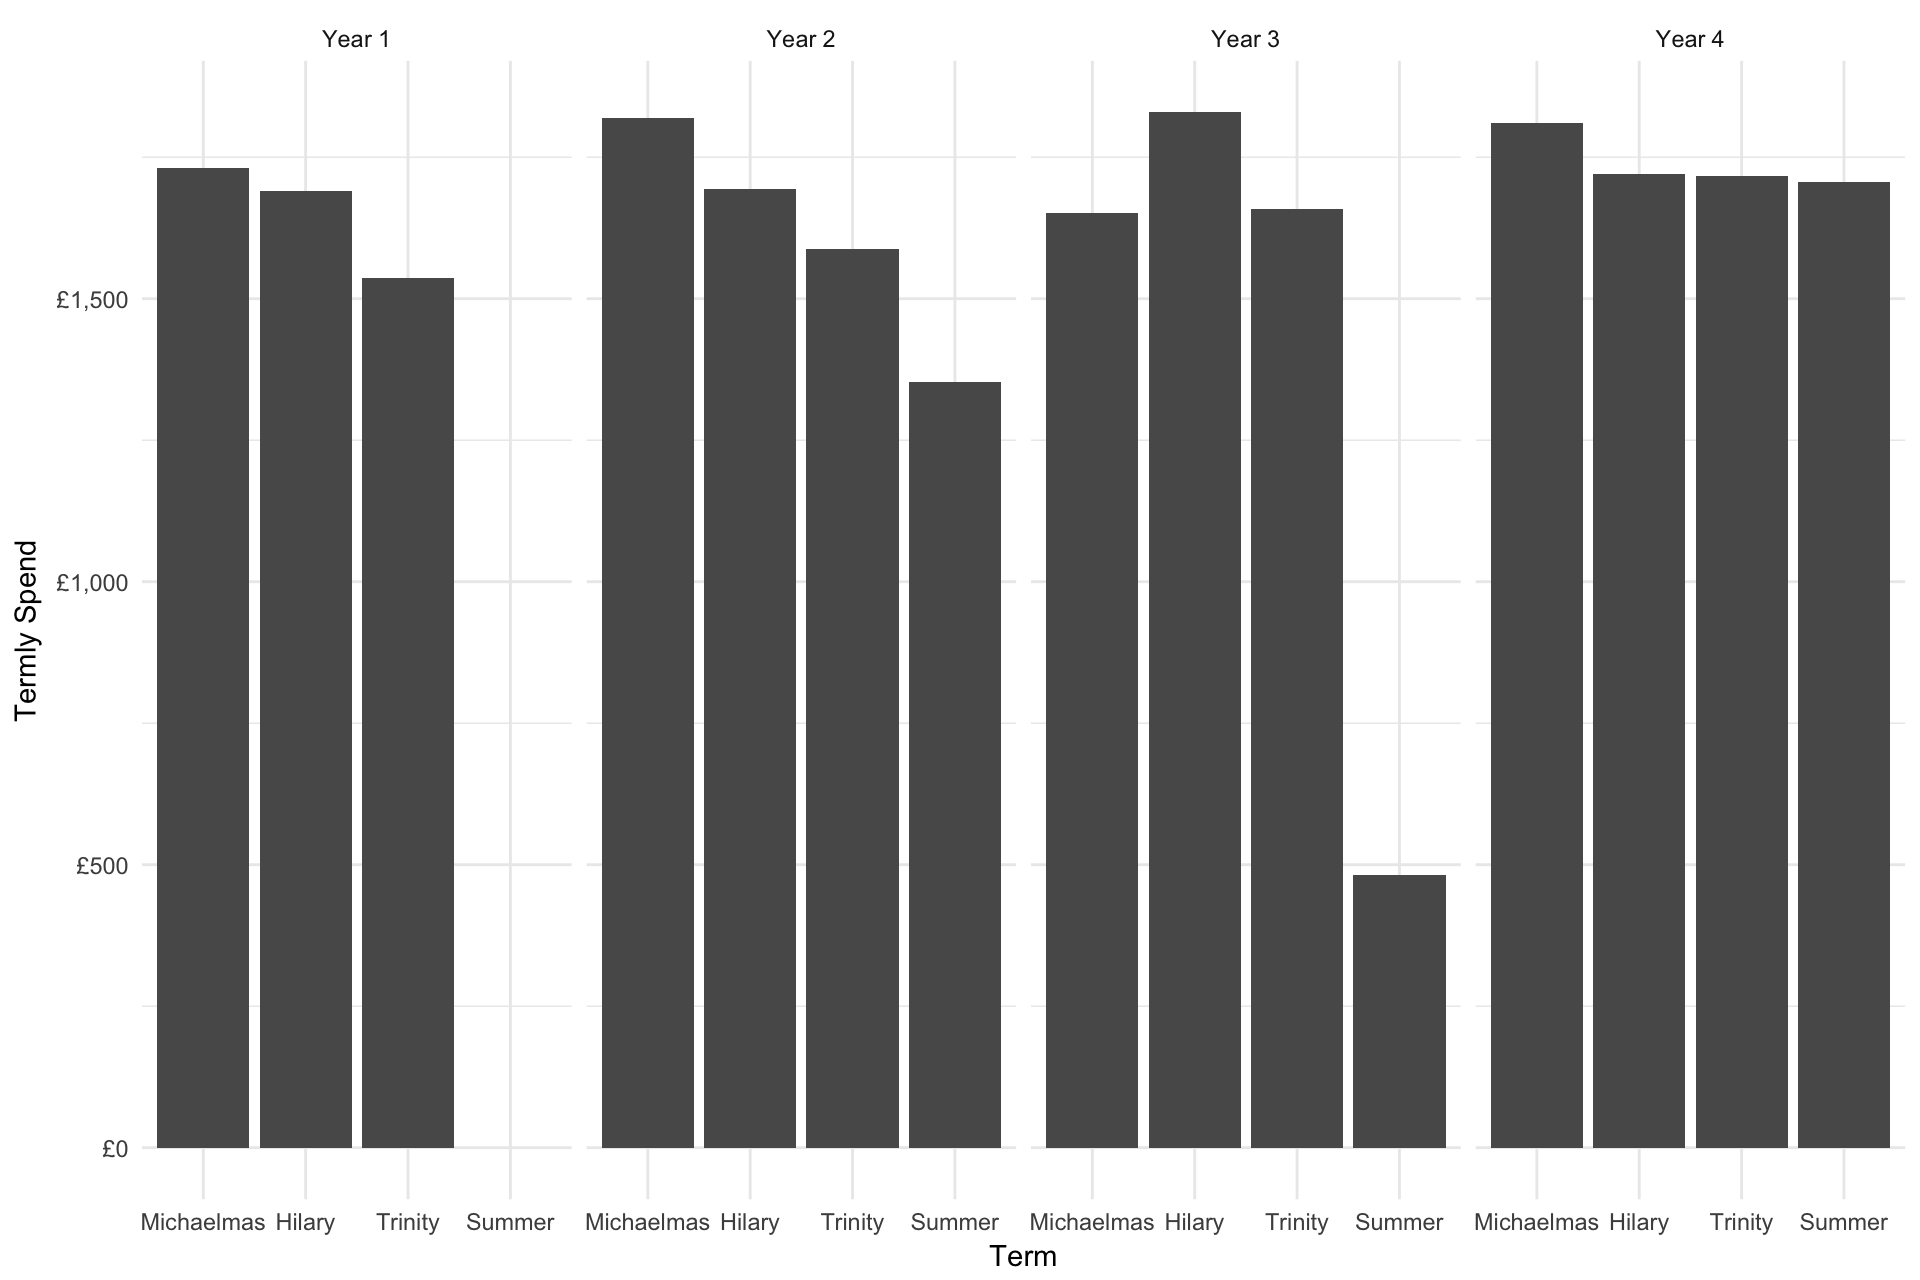 Year 1 Year 2 Year 3 Year 4
£1,500
£1,000
£500
£0
Termly Spend
Michaelmas Hilary Trinity Summer Michaelmas Hilary Trinity Summer Michaelmas Hilary Trinity Summer Michaelmas Hilary Trinity Summer
Term